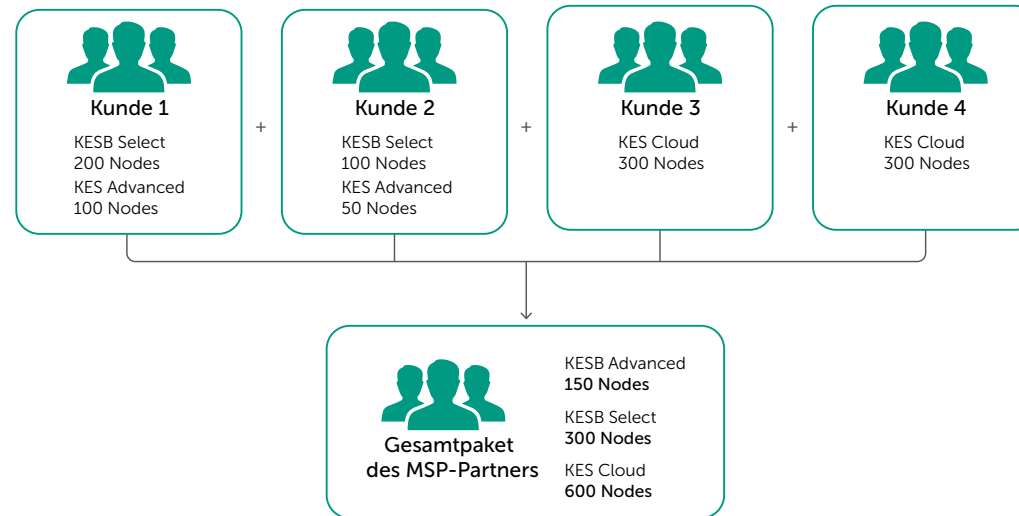 Kunde 1
KESB Select
200 Nodes
KES Advanced
100 Nodes
+
Kunde 2
KESB Select
100 Nodes
KES Advanced
50 Nodes
+
Kunde 3
KES Cloud
300 Nodes
+
Kunde 4
KES Cloud
300 Nodes
Gesamtpaket
des MSP-Partners
KESB Advanced
150 Nodes
KESB Select
300 Nodes
KES Cloud
600 Nodes